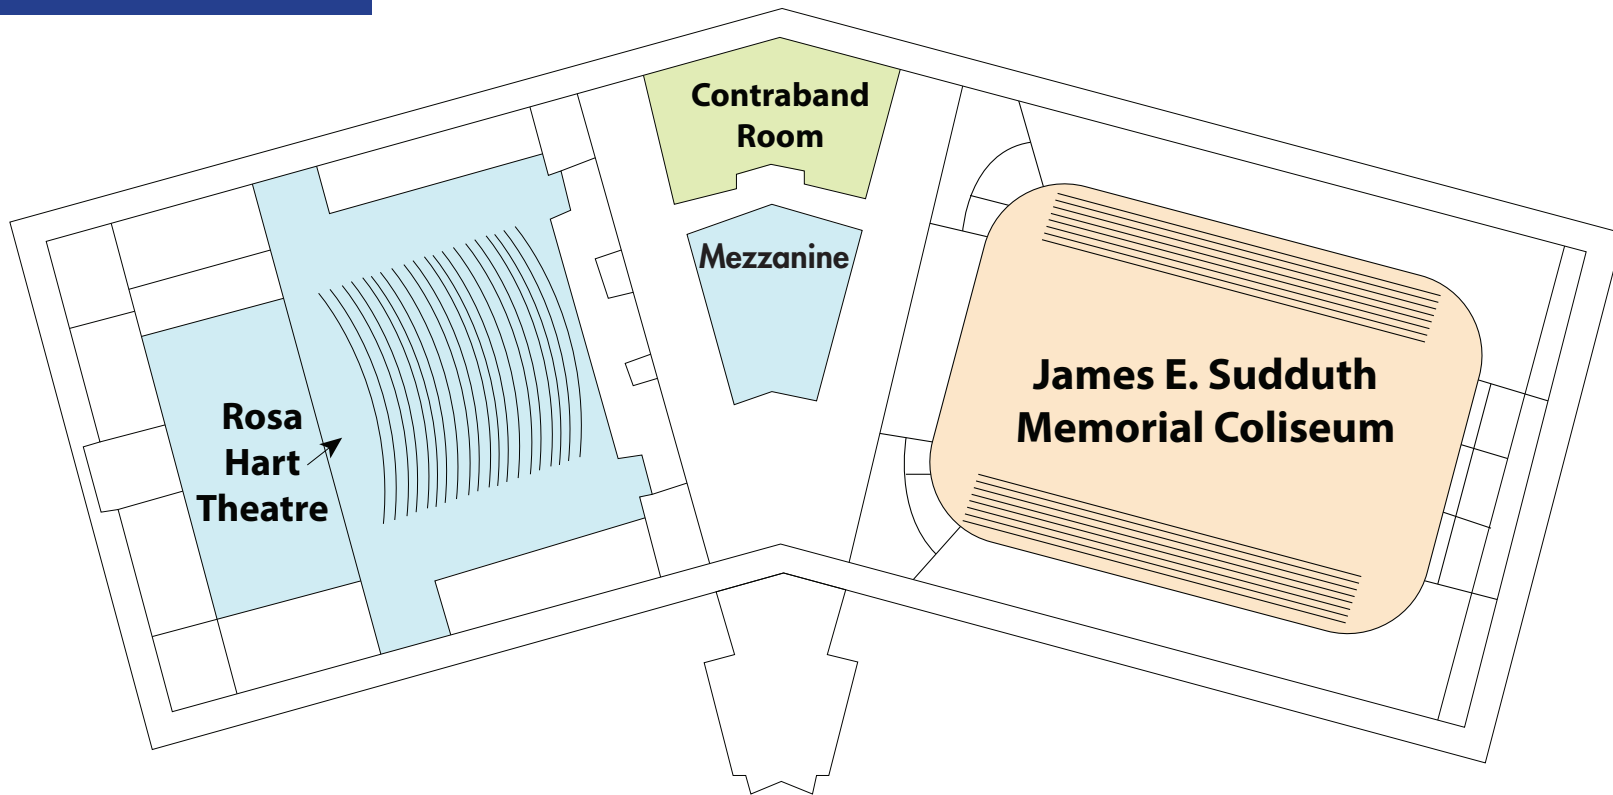 Contraband
Room
Mezzanine
Rosa
Hart
Theatre
James E. Sudduth
Memorial Coliseum